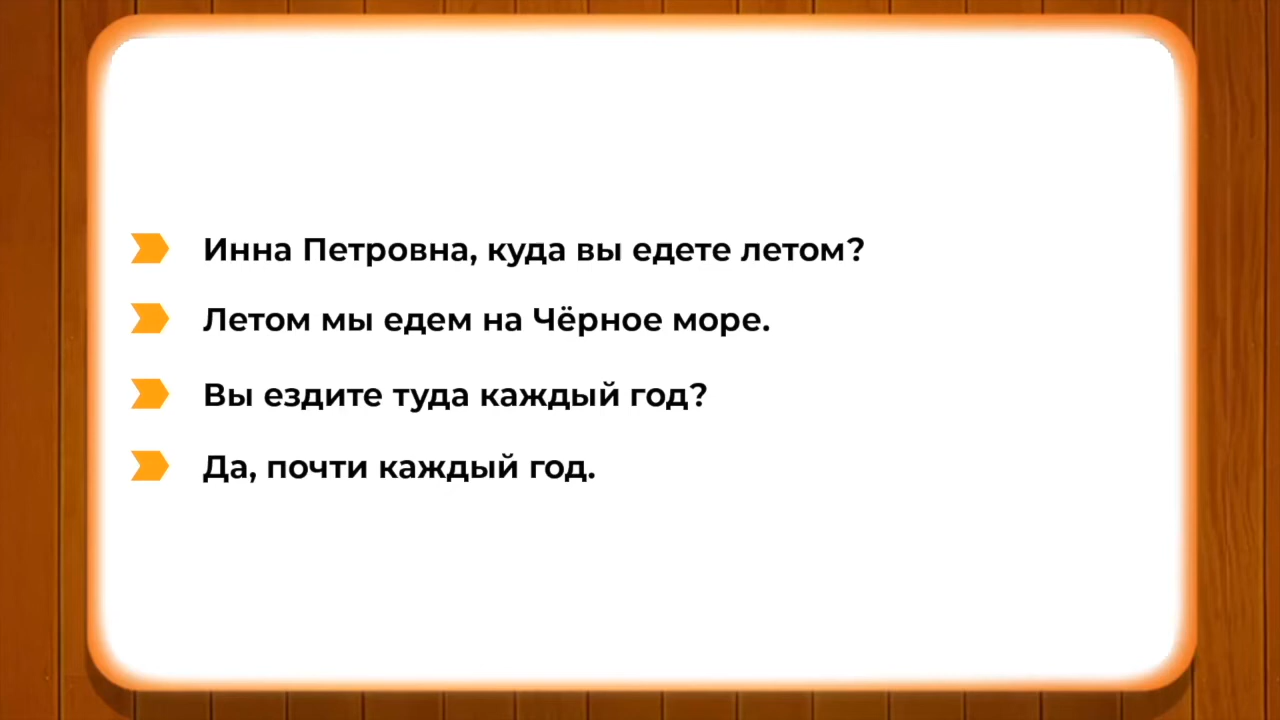 Инна Петровна, куда вы едете летом?
Летом мы едем на Чёрное море.
Вы ездите туда каждый год?
Да, почти каждый год.